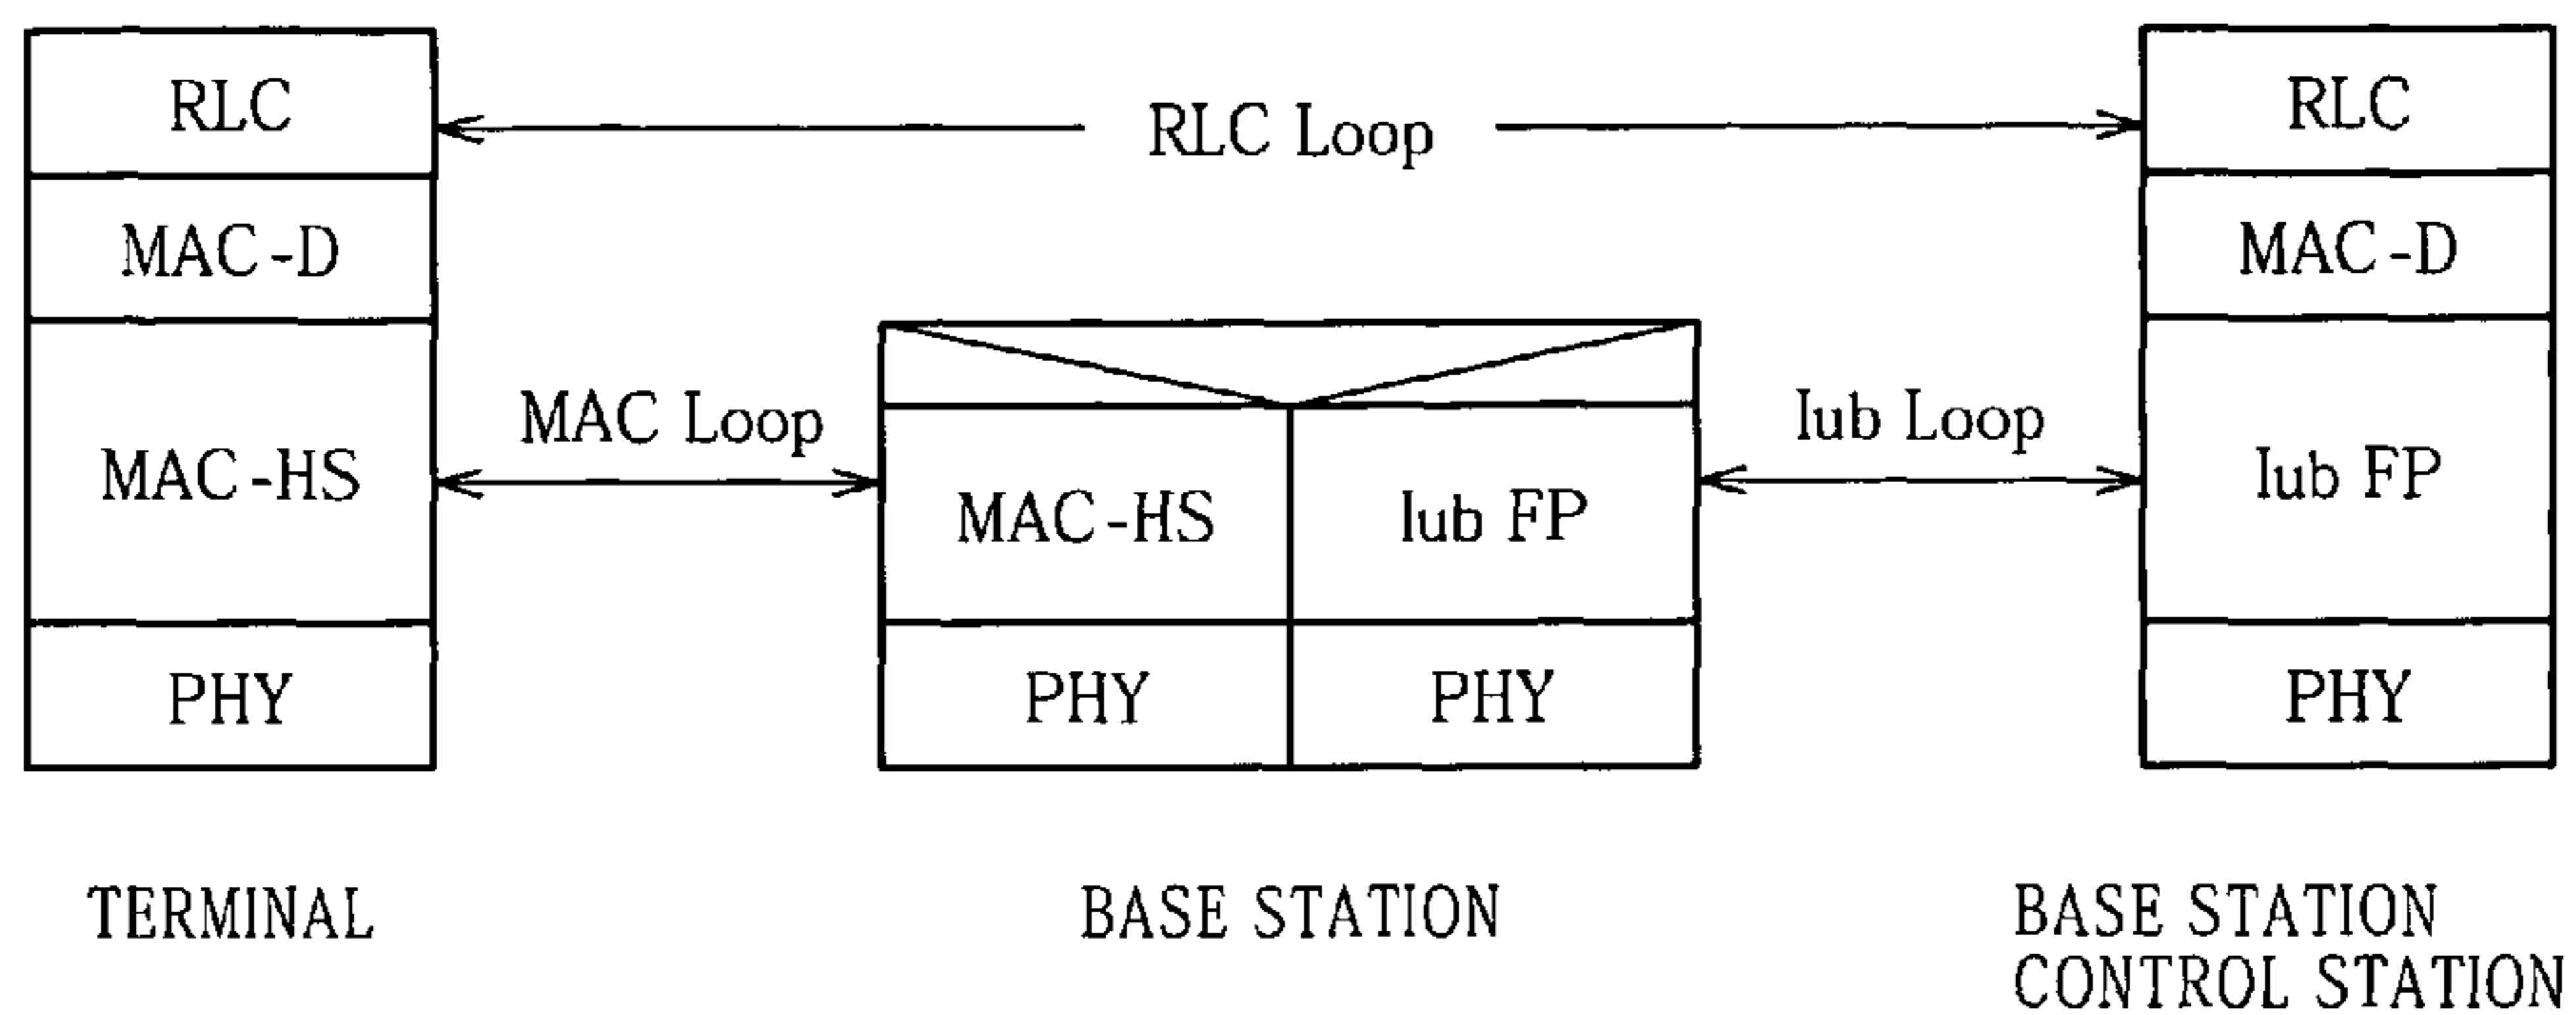 RLC
MAC-D
MAC-HS
PHY
RLC Loop
MAC Loop
MAC-HS
Iub FP
PHY
PHY
Iub Loop
RLC
MAC-D
Iub FP
PHY
TERMINAL
BASE STATION
BASE STATION
CONTROL STATION